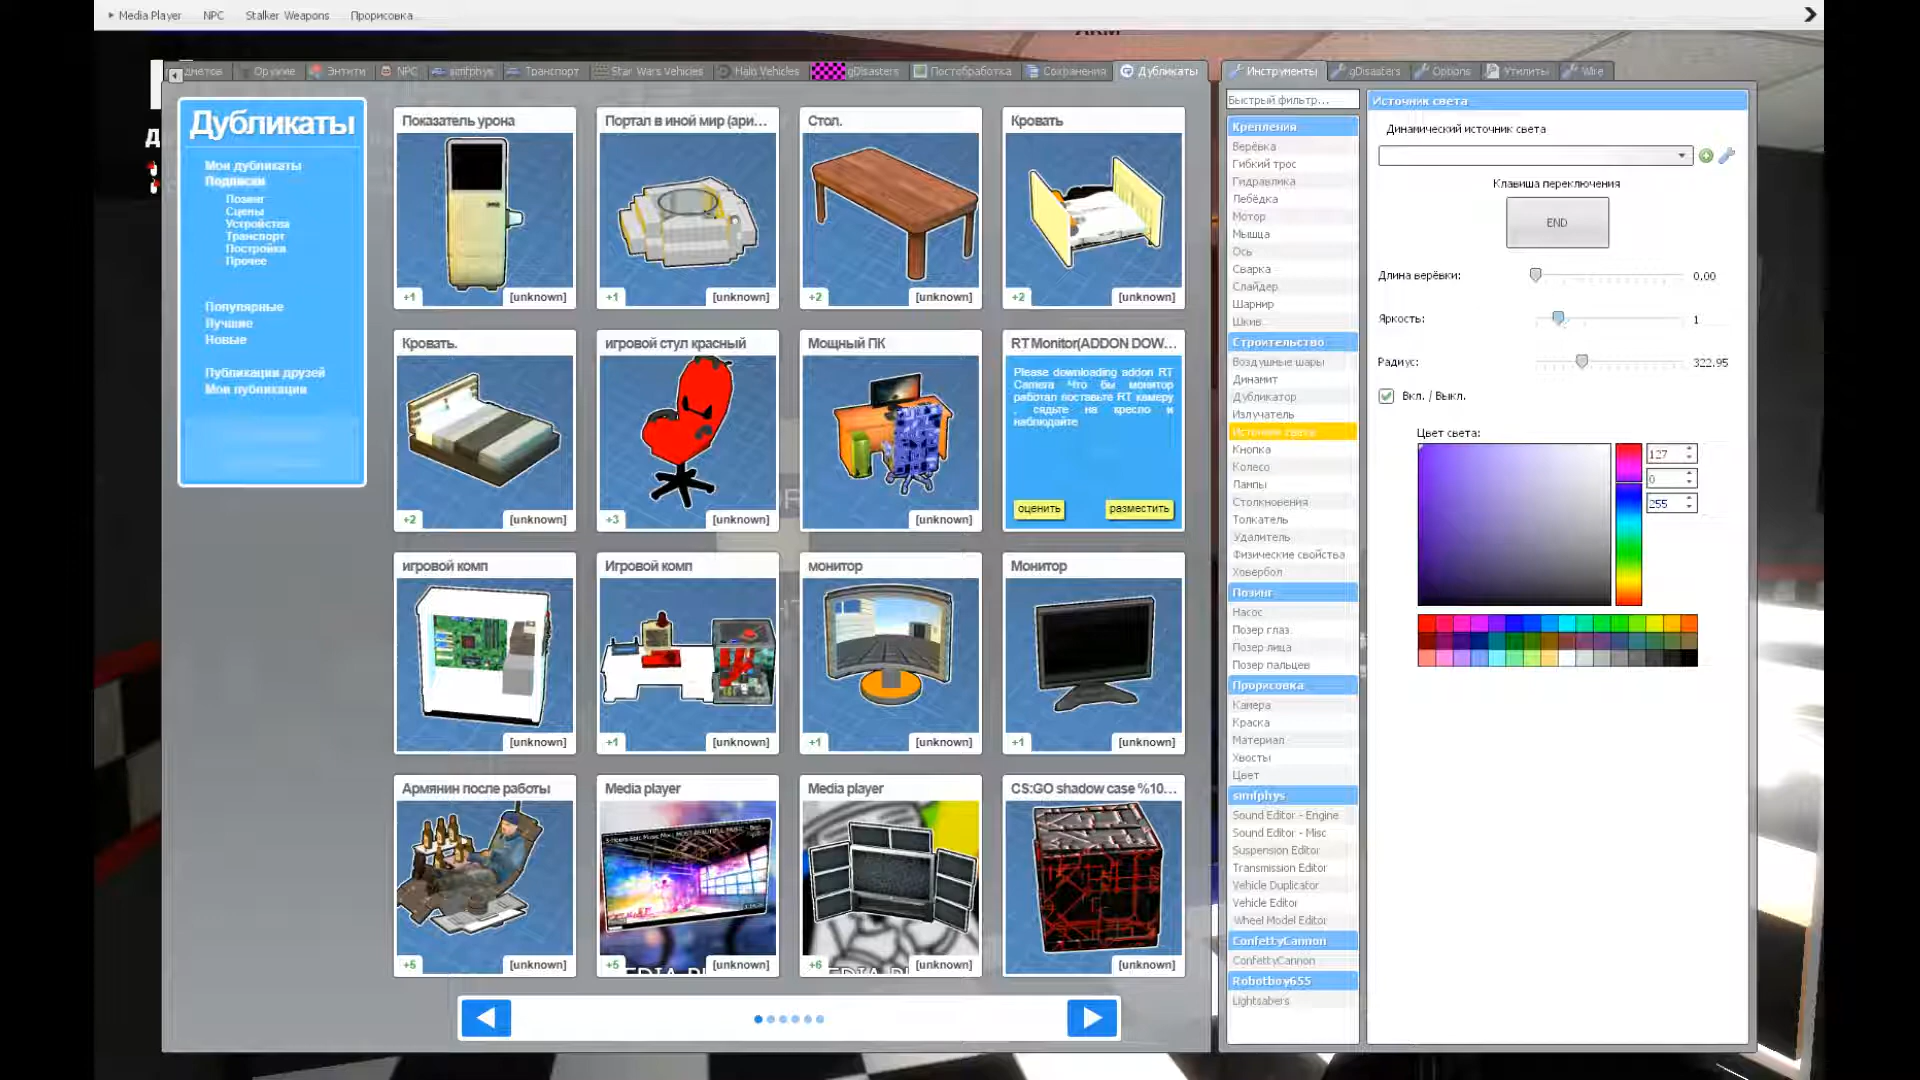 Media Player NPC Stalker Weapons Прорисовка
Оружие Энтити NPC simfphys Транспорт Star Wars Vehicles Halo Vehicles gDisasters Постобработка Сохранения Дубликаты
Инструменты gDisasters Options Утилиты Wire
Дубликаты
Мои дубликаты
Подписки
Позинг
Сцены
Устройства
Транспорт
Постройка
Прочее
Популярные
Лучшие
Новые
Публикации друзей
Мои публикации
Показатель урона
+1 [unknown]
Портал в иной мир (ари...
+1 [unknown]
Стол.
+2 [unknown]
Кровать
+2 [unknown]
Кровать.
+2 [unknown]
игровой стул красный
+3 [unknown]
Мощный ПК
[unknown]
RT Monitor(ADDON DOW...
Please downloading addon RT
Camera Что бы монитор
работал поставьте RT камеру
, сядьте на кресло и
наблюдайте
оценить разместить
игровой комп
[unknown]
Игровой комп
+1 [unknown]
монитор
+1 [unknown]
Монитор
+1 [unknown]
Армянин после работы
+5 [unknown]
Media player
+5 [unknown]
Media player
+6 [unknown]
CS:GO shadow case %10...
[unknown]
Быстрый фильтр...
Крепления
Верёвка
Гибкий трос
Гидравлика
Лебёдка
Мотор
Мышца
Ось
Сварка
Слайдер
Шарнир
Шкив
Строительство
Воздушные шары
Динамит
Дубликатор
Излучатель
Источник света
Кнопка
Колесо
Лампы
Столкновения
Толкатель
Удалитель
Физические свойства
Ховербол
Позинг
Насос
Позер глаз
Позер лица
Позер пальцев
Прорисовка
Камера
Краска
Материал
Хвосты
Цвет
simfphys
Sound Editor - Engine
Sound Editor - Misc
Suspension Editor
Transmission Editor
Vehicle Duplicator
Vehicle Editor
Wheel Model Editor
ConfettyCannon
ConfettyCannon
Robotboy655
Lightsabers
Источник света
Динамический источник света
Клавиша переключения
END
Длина верёвки: 0.00
Яркость: 1
Радиус: 322.95
Вкл. / Выкл.
Цвет света:
127
0
255